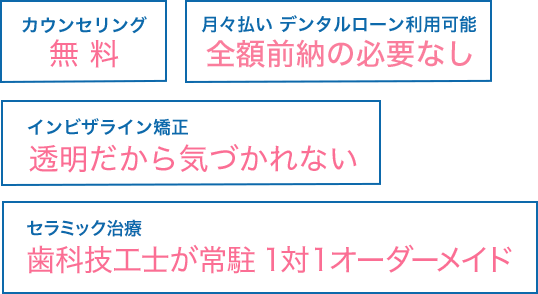 カウンセリング
無料
月々払い デンタルローン利用可能
全額前納の必要なし
インビザライン矯正
透明だから気づかれない
セラミック治療
歯科技工士が常駐 1対1オーダーメイド